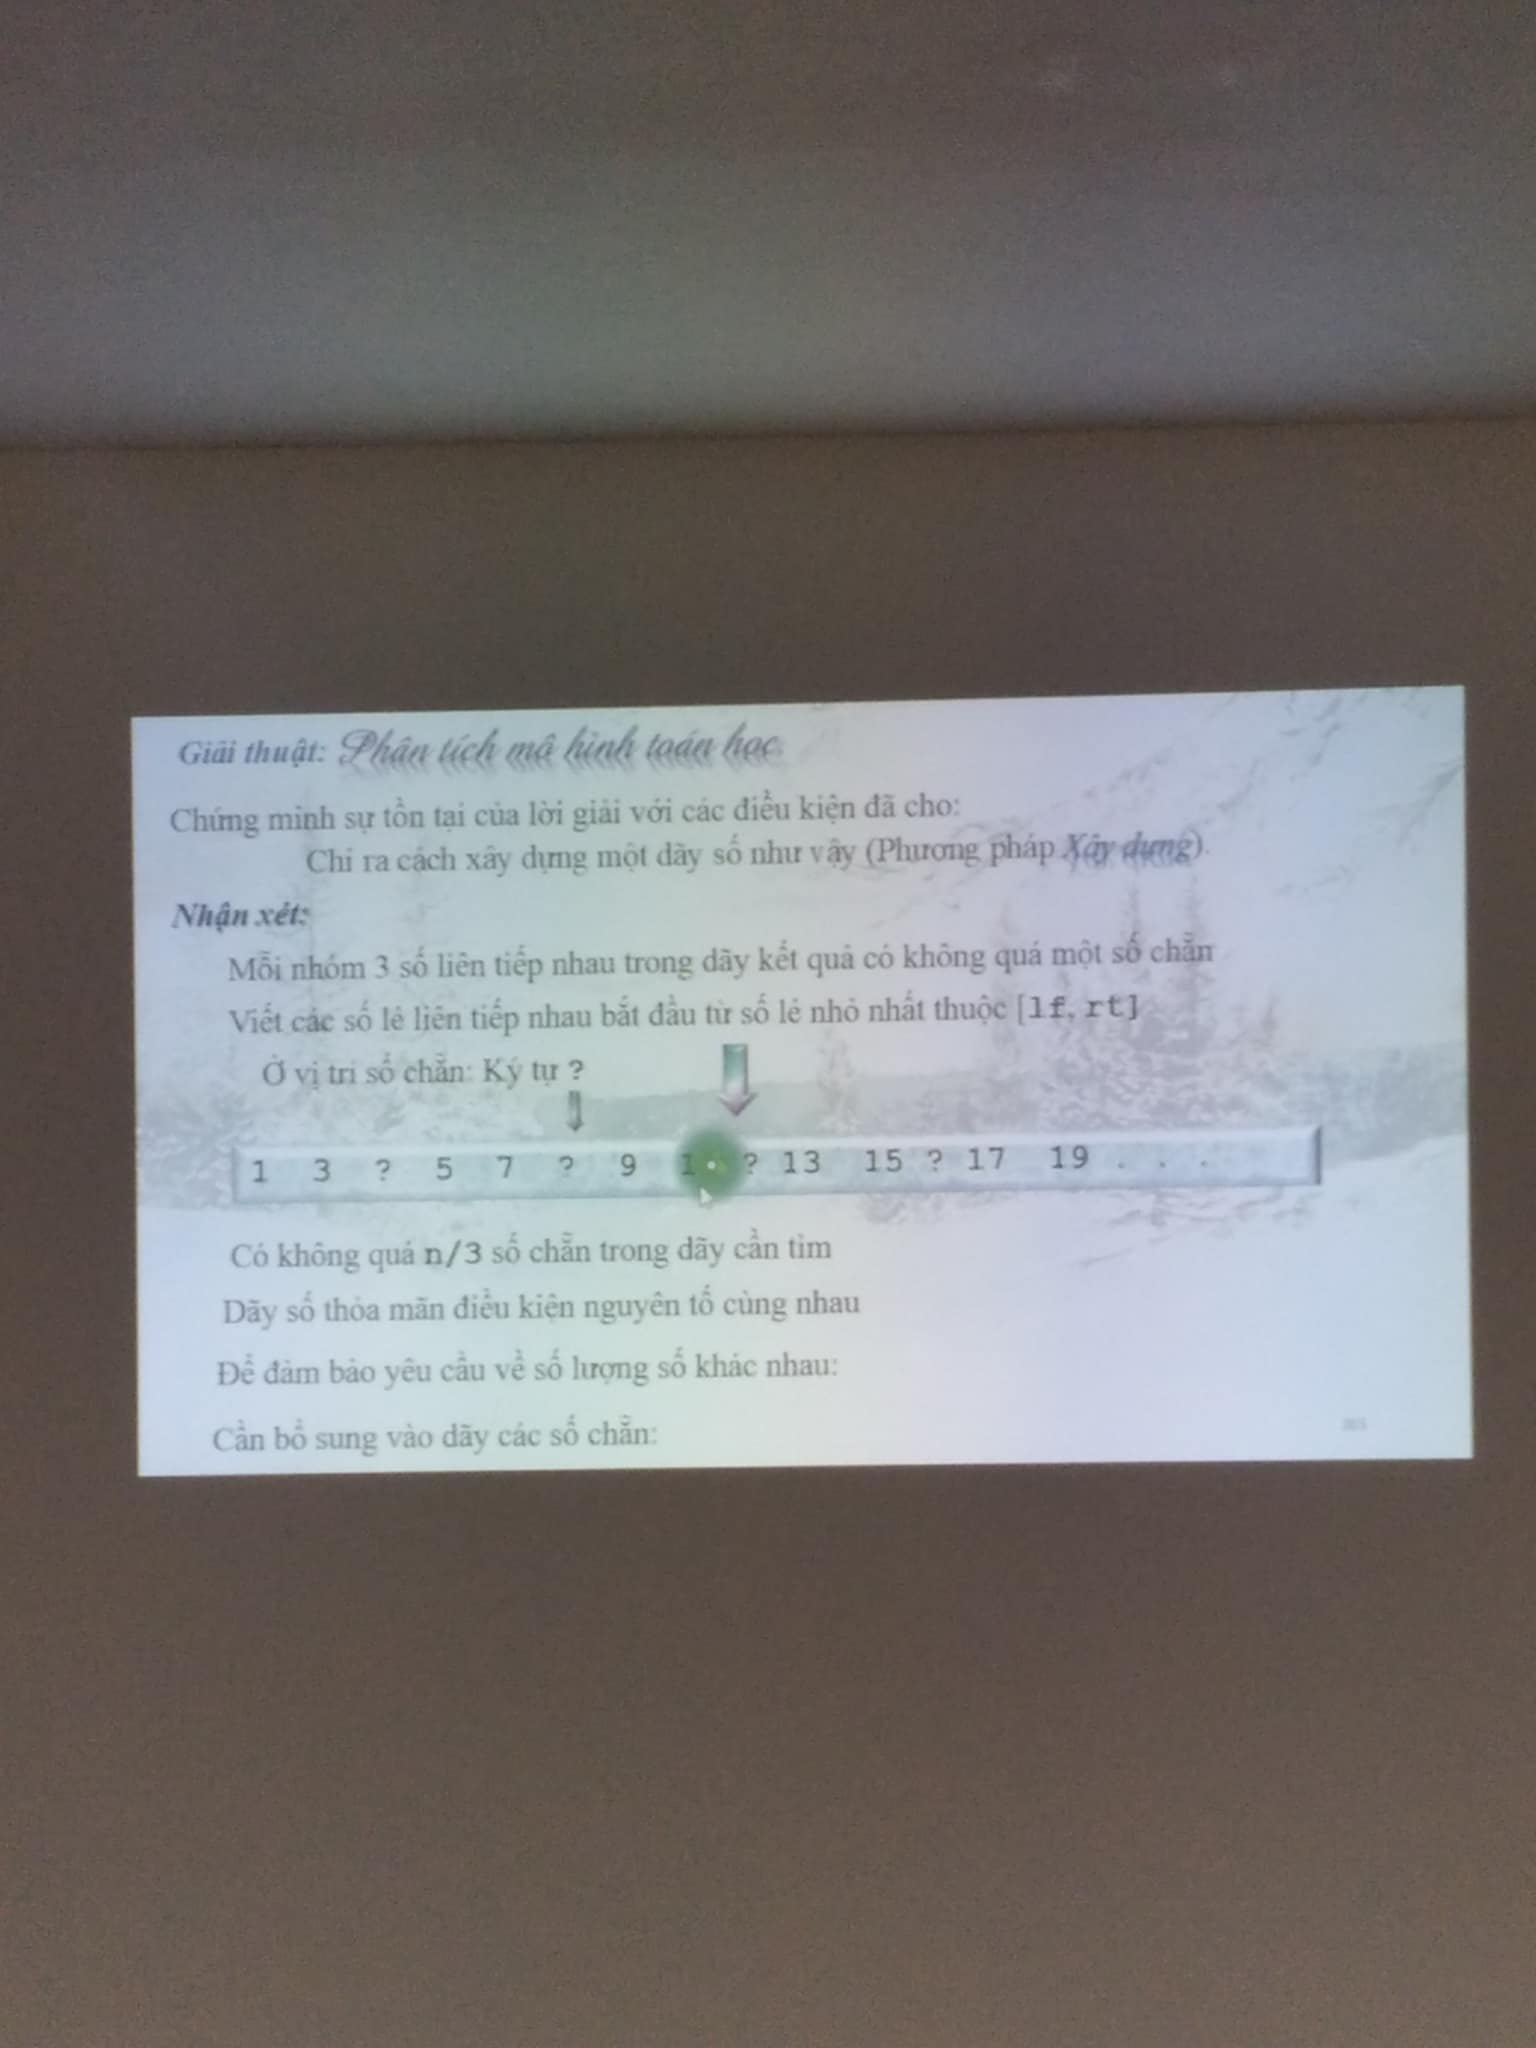 Giải thuật: Phân tích mô hình toán học
Chứng minh sự tồn tại của lời giải với các điều kiện đã cho:
Chỉ ra cách xây dựng một dãy số như vậy (Phương pháp Xây dựng).
Nhận xét:
Mỗi nhóm 3 số liên tiếp nhau trong dãy kết quả có không quá một số chẵn
Viết các số lẻ liên tiếp nhau bắt đầu từ số lẻ nhỏ nhất thuộc [lf, rt]
Ở vị trí số chẵn: Ký tự ?
1 3 ? 5 7 ? 9 1 ? 13 15 ? 17 19 . . .
Có không quá n/3 số chẵn trong dãy cần tìm
Dãy số thỏa mãn điều kiện nguyên tố cùng nhau
Để đảm bảo yêu cầu về số lượng số khác nhau:
Cần bổ sung vào dãy các số chẵn: